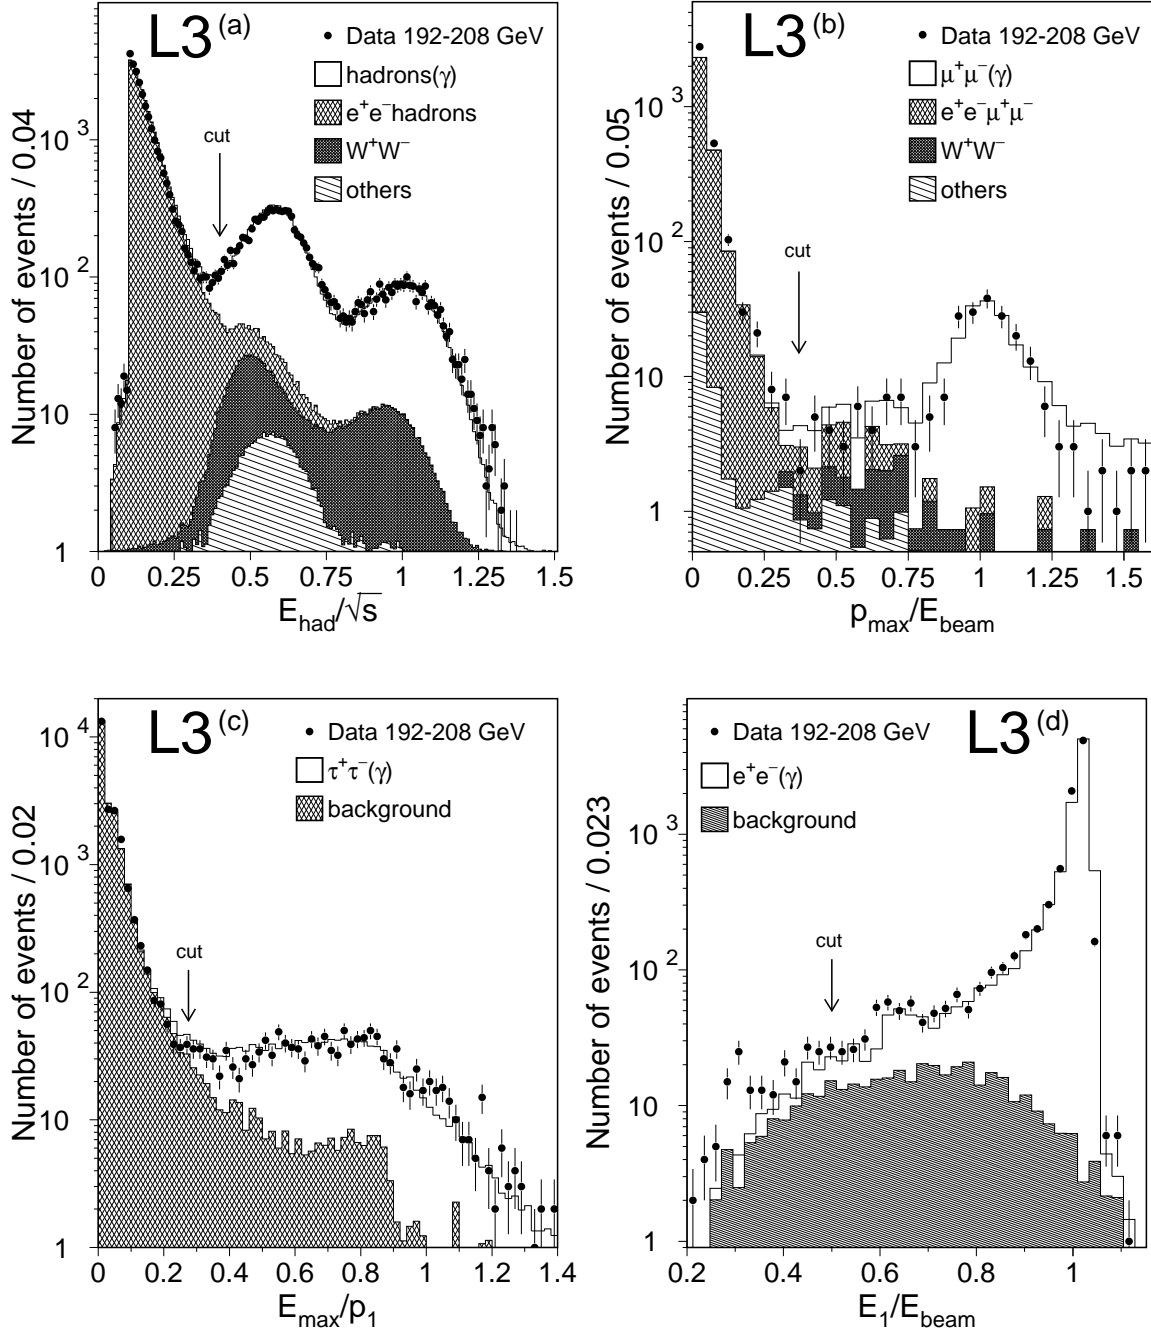 L3 (a)
Data 192-208 GeV
hadrons(γ)
e⁺e⁻hadrons
W⁺W⁻
others
cut
Number of events / 0.04
10³
10²
10
1
0 0.25 0.5 0.75 1 1.25 1.5
E_had/√s
L3 (b)
Data 192-208 GeV
μ⁺μ⁻(γ)
e⁺e⁻μ⁺μ⁻
W⁺W⁻
others
cut
Number of events / 0.05
10³
10²
10
1
0 0.25 0.5 0.75 1 1.25 1.5
p_max/E_beam
L3 (c)
Data 192-208 GeV
τ⁺τ⁻(γ)
background
cut
Number of events / 0.02
10⁴
10³
10²
10
1
0 0.2 0.4 0.6 0.8 1 1.2 1.4
E_max/p₁
L3 (d)
Data 192-208 GeV
e⁺e⁻(γ)
background
cut
Number of events / 0.023
10³
10²
10
1
0.2 0.4 0.6 0.8 1
E₁/E_beam